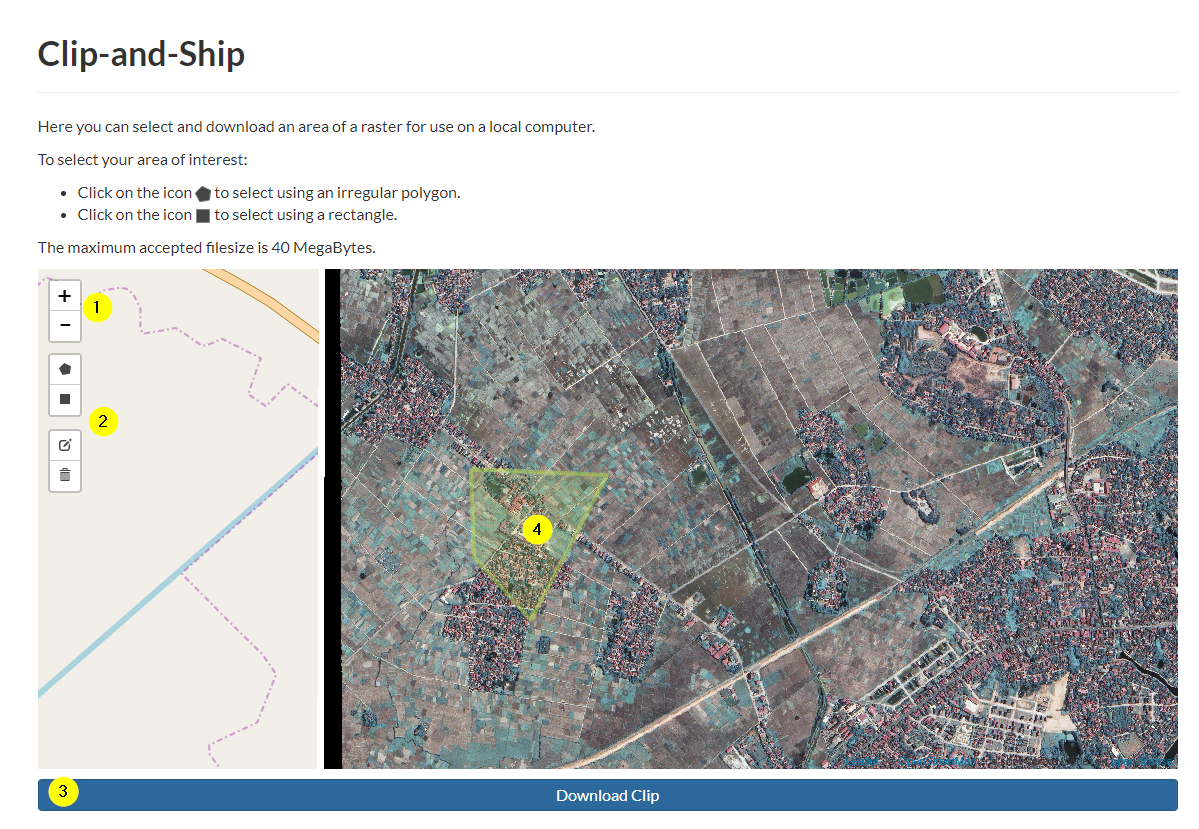 Clip-and-Ship
Here you can select and download an area of a raster for use on a local computer.
To select your area of interest:
• Click on the icon to select using an irregular polygon.
• Click on the icon to select using a rectangle.
The maximum accepted filesize is 40 MegaBytes.
+
1
−
2
4
3
Download Clip